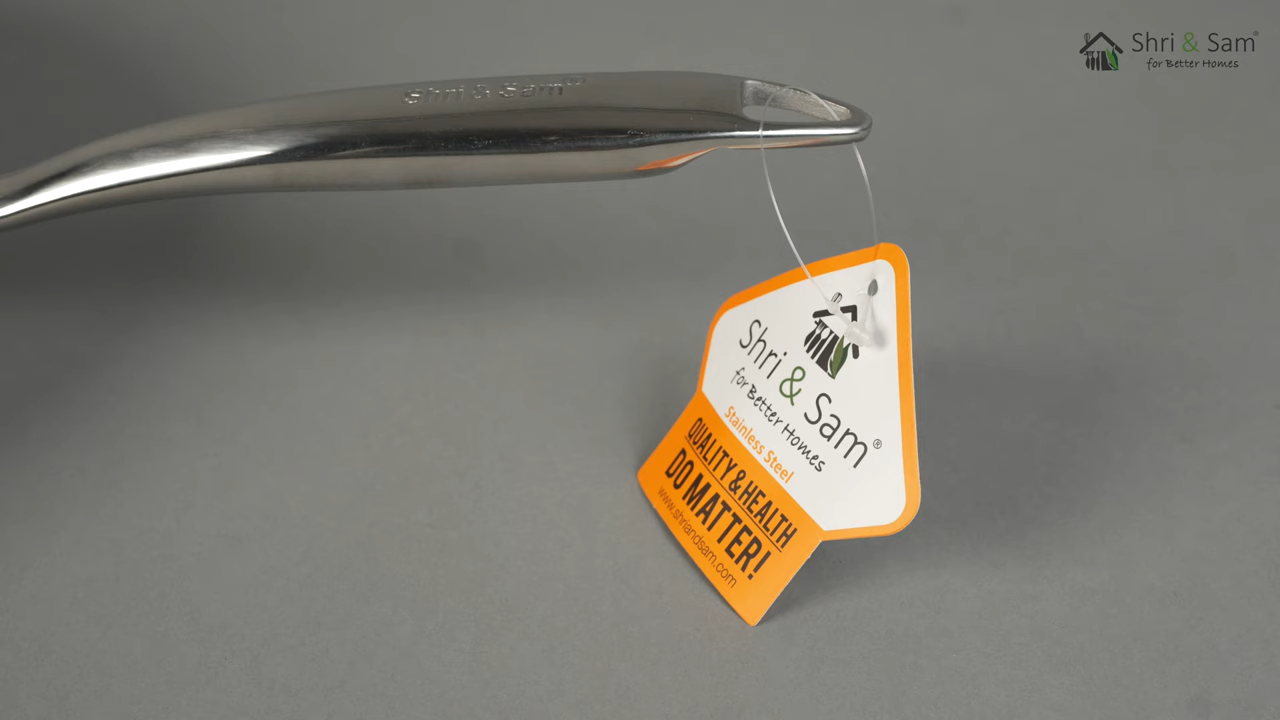 Shri & Sam®
for Better Homes
Shri & Sam™
Shri & Sam®
for Better Homes
Stainless Steel
QUALITY & HEALTH
DO MATTER!
www.shriandsam.com